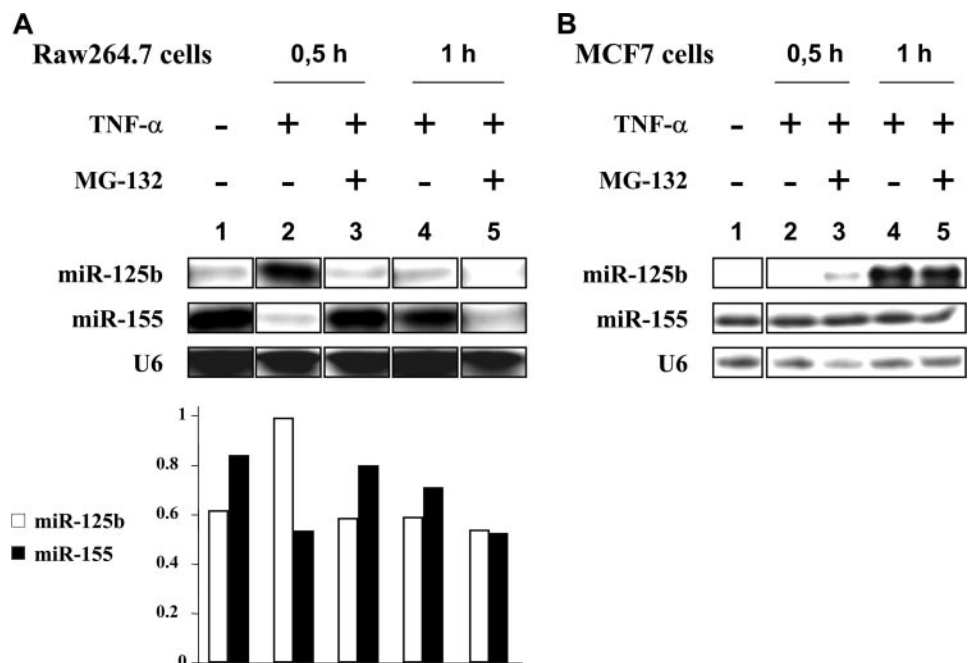 A
Raw264.7 cells 0,5 h 1 h
TNF-α - + + + +
MG-132 - - + - +
1 2 3 4 5
miR-125b
miR-155
U6
1
0.8
0.6
0.4
0.2
0
miR-125b
miR-155
B
MCF7 cells 0,5 h 1 h
TNF-α - + + + +
MG-132 - - + - +
1 2 3 4 5
miR-125b
miR-155
U6